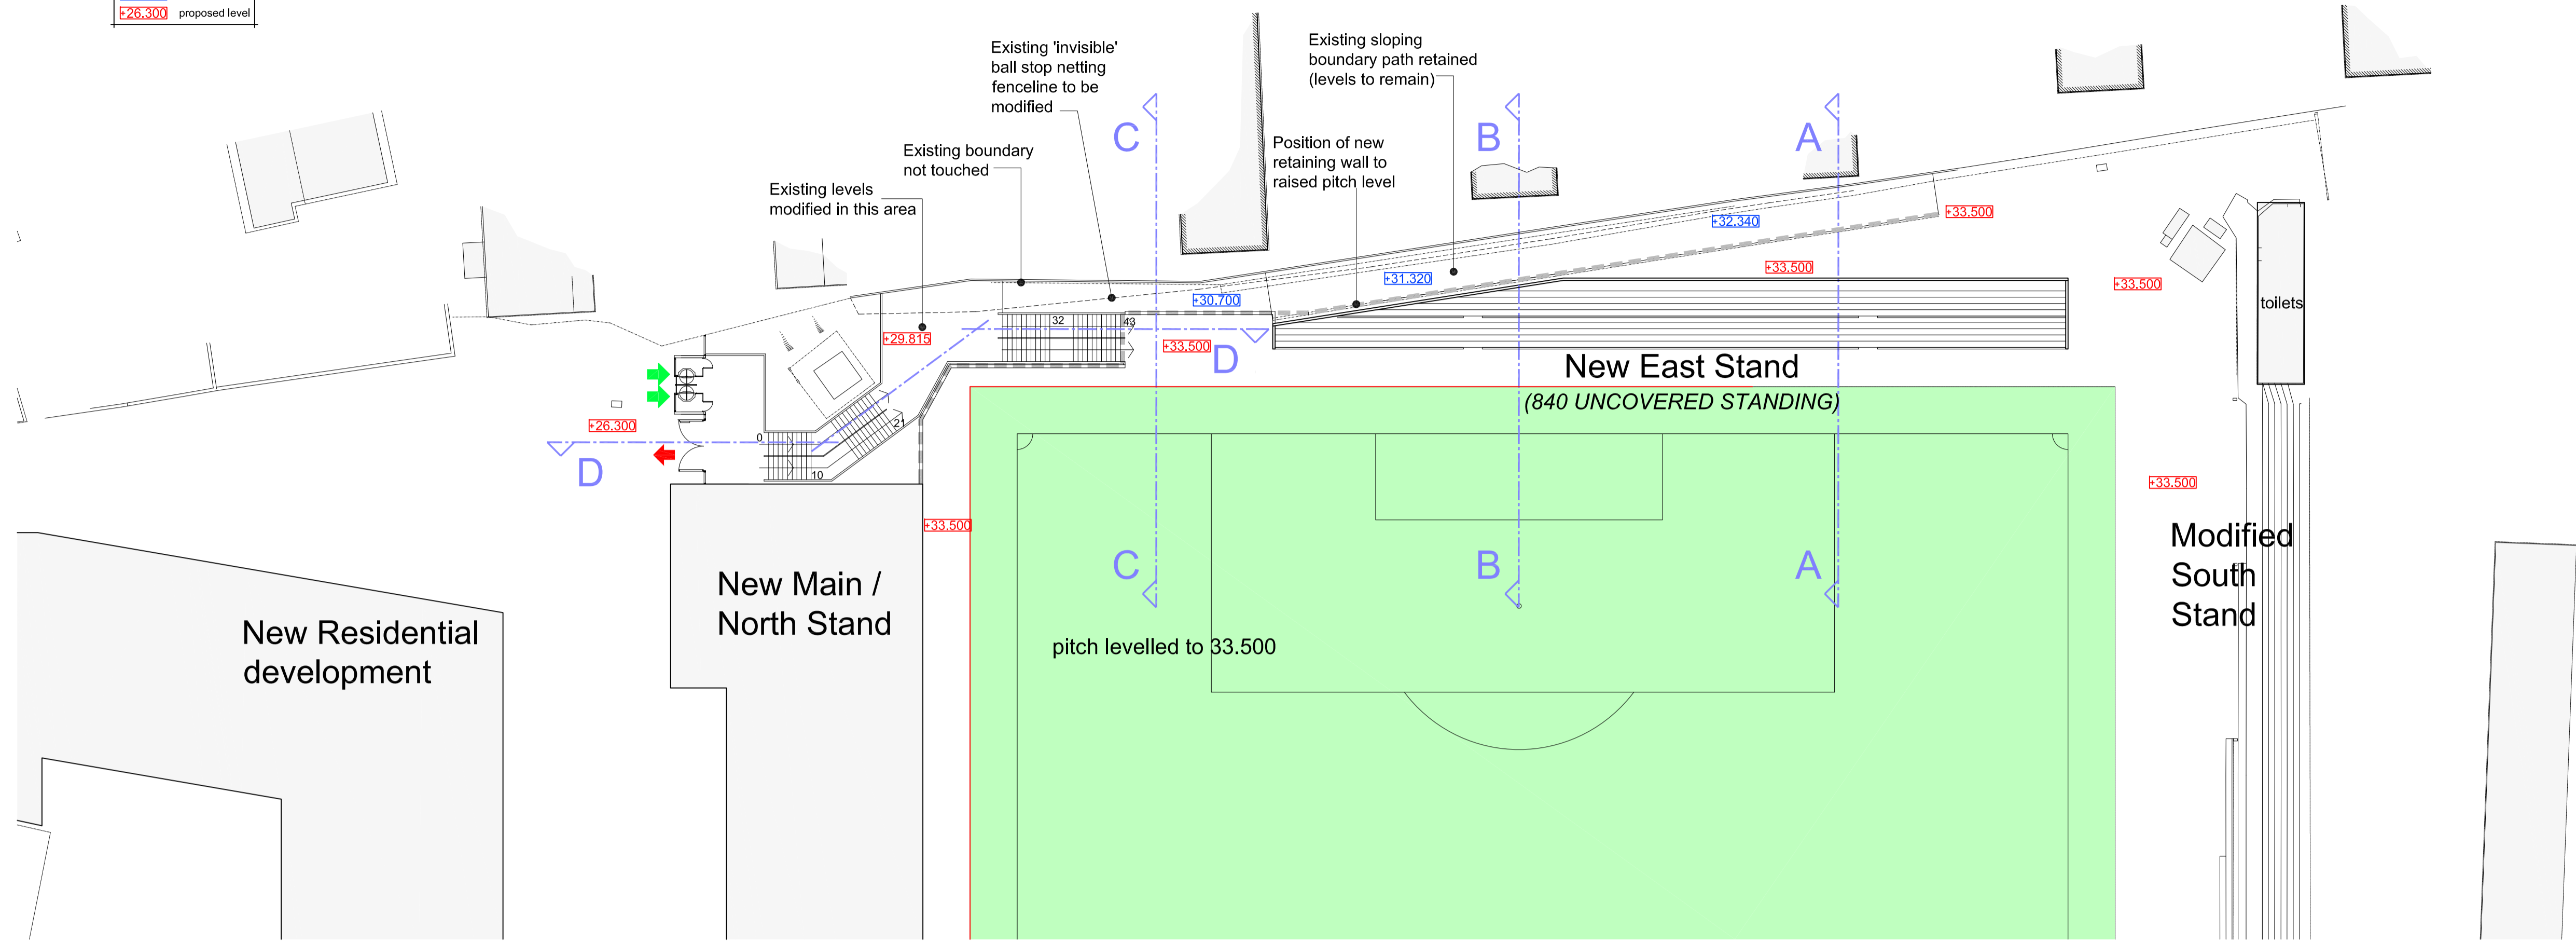 +26.300 proposed level
Existing 'invisible'
ball stop netting
fenceline to be
modified
Existing sloping
boundary path retained
(levels to remain)
Existing boundary
not touched
Position of new
retaining wall to
raised pitch level
Existing levels
modified in this area
C
B
A
+32.340
+33.500
+31.320
+33.500
+33.500
+30.700
toilets
32
43
+29.815
+33.500
D
New East Stand
(840 UNCOVERED STANDING)
+26.300
0
21
10
D
+33.500
+33.500
C
B
A
Modified
South
Stand
New Main /
North Stand
New Residential
development
pitch levelled to 33.500